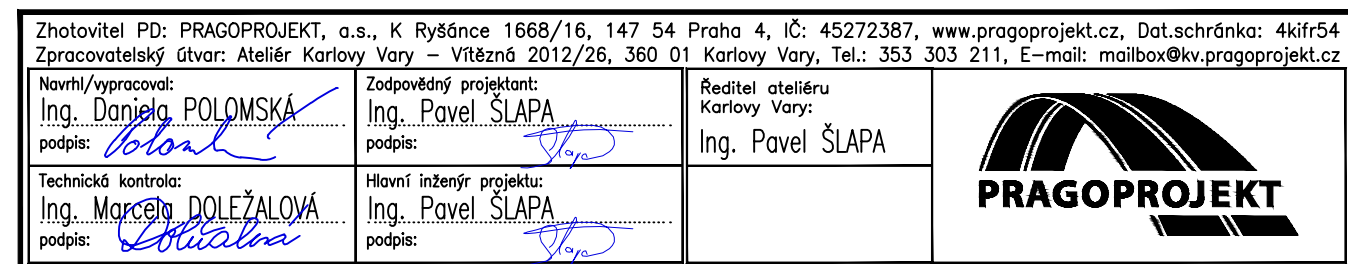 Zhotovitel PD: PRAGOPROJEKT, a.s., K Ryšánce 1668/16, 147 54 Praha 4, IČ: 45272387, www.pragoprojekt.cz, Dat.schránka: 4kifr54
Zpracovatelský útvar: Ateliér Karlovy Vary – Vítězná 2012/26, 360 01 Karlovy Vary, Tel.: 353 303 211, E–mail: mailbox@kv.pragoprojekt.cz
Navrhl/vypracoval:
Ing. Daniela POLOMSKÁ
podpis:
Zodpovědný projektant:
Ing. Pavel ŠLAPA
podpis:
Ředitel ateliéru
Karlovy Vary:
Ing. Pavel ŠLAPA
Technická kontrola:
Ing. Marcela DOLEŽALOVÁ
podpis:
Hlavní inženýr projektu:
Ing. Pavel ŠLAPA
podpis:
PRAGOPROJEKT